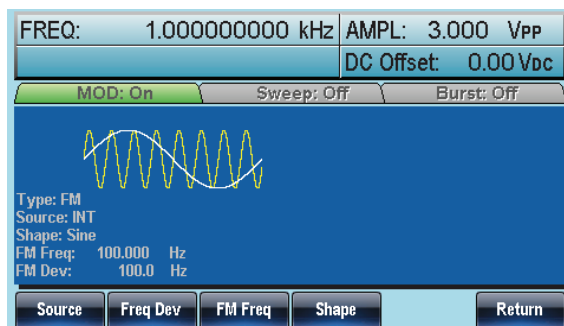 FREQ: 1.000000000 kHz AMPL: 3.000 VPP
DC Offset: 0.00 VDC
MOD: On Sweep: Off Burst: Off
Type: FM
Source: INT
Shape: Sine
FM Freq: 100.000 Hz
FM Dev: 100.0 Hz
Source Freq Dev FM Freq Shape Return